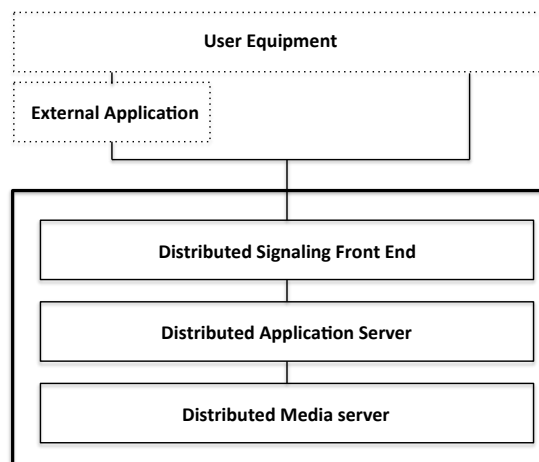 User Equipment
External Application
Distributed Signaling Front End
Distributed Application Server
Distributed Media server